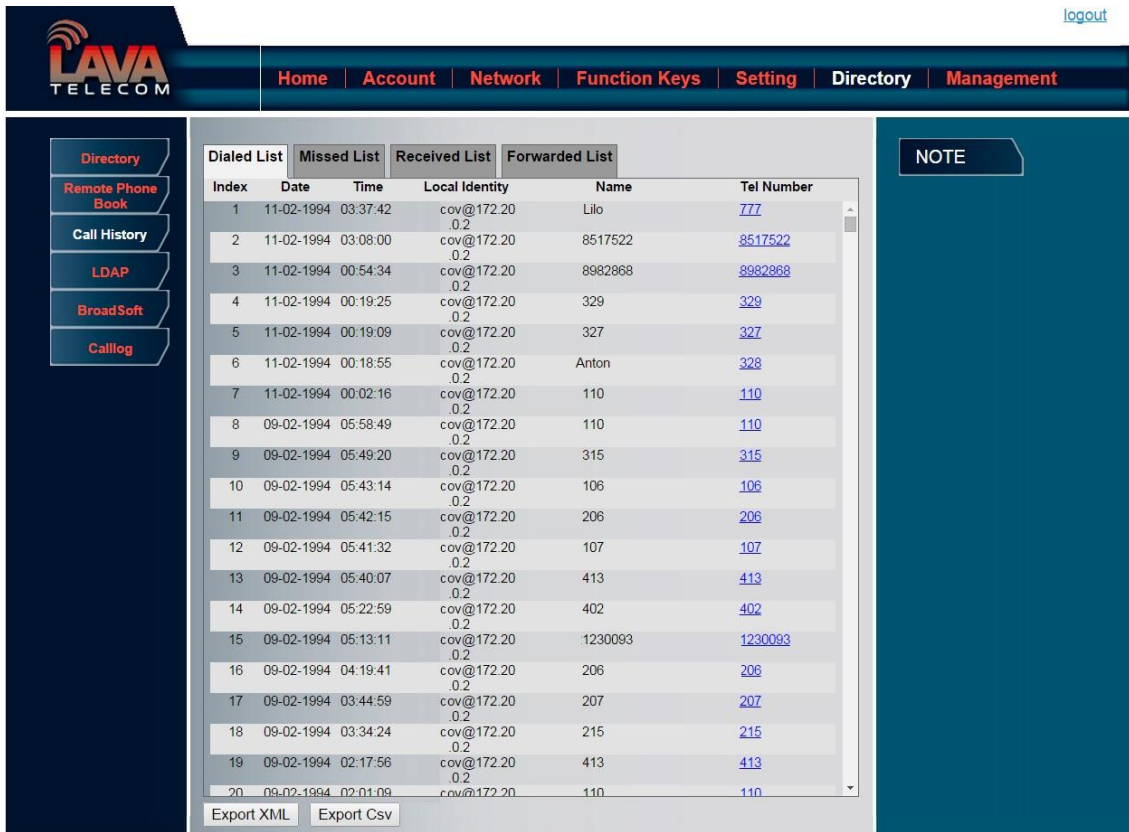 logout
LAVA
TELECOM
Home Account Network Function Keys Setting Directory Management
Directory
Remote Phone
Book
Call History
LDAP
BroadSoft
Calllog
Dialed List Missed List Received List Forwarded List
Index Date Time Local Identity Name Tel Number
1 11-02-1994 03:37:42 cov@172.20 Lilo 777
.0.2
2 11-02-1994 03:08:00 cov@172.20 8517522 8517522
.0.2
3 11-02-1994 00:54:34 cov@172.20 8982868 8982868
.0.2
4 11-02-1994 00:19:25 cov@172.20 329 329
.0.2
5 11-02-1994 00:19:09 cov@172.20 327 327
.0.2
6 11-02-1994 00:18:55 cov@172.20 Anton 328
.0.2
7 11-02-1994 00:02:16 cov@172.20 110 110
.0.2
8 09-02-1994 05:58:49 cov@172.20 110 110
.0.2
9 09-02-1994 05:49:20 cov@172.20 315 315
.0.2
10 09-02-1994 05:43:14 cov@172.20 106 106
.0.2
11 09-02-1994 05:42:15 cov@172.20 206 206
.0.2
12 09-02-1994 05:41:32 cov@172.20 107 107
.0.2
13 09-02-1994 05:40:07 cov@172.20 413 413
.0.2
14 09-02-1994 05:22:59 cov@172.20 402 402
.0.2
15 09-02-1994 05:13:11 cov@172.20 1230093 1230093
.0.2
16 09-02-1994 04:19:41 cov@172.20 206 206
.0.2
17 09-02-1994 03:44:59 cov@172.20 207 207
.0.2
18 09-02-1994 03:34:24 cov@172.20 215 215
.0.2
19 09-02-1994 02:17:56 cov@172.20 413 413
.0.2
20 09-02-1994 02:01:09 cov@172.20 110 110
Export XML Export Csv
NOTE